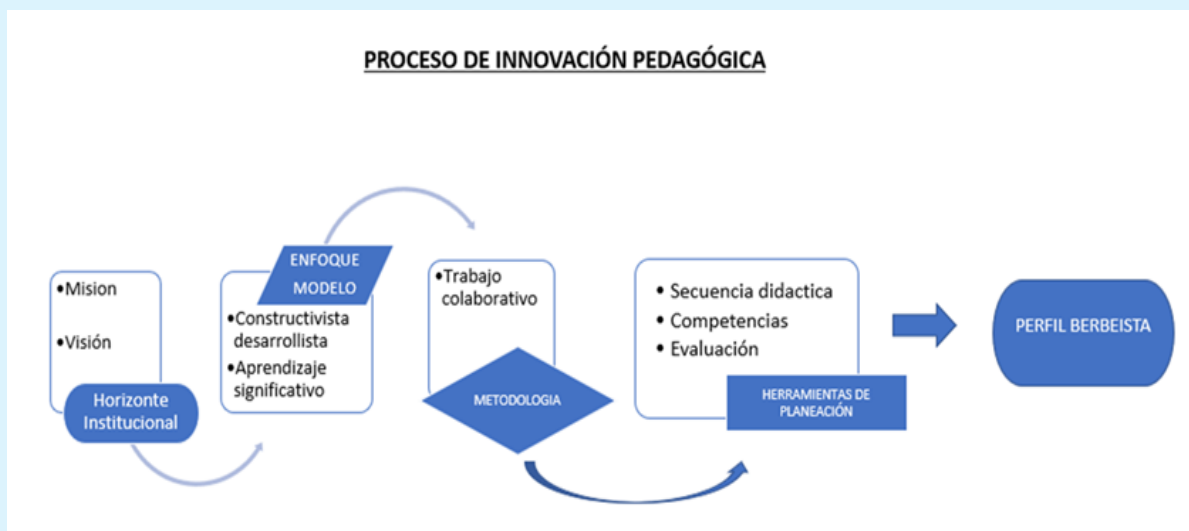 PROCESO DE INNOVACIÓN PEDAGÓGICA
•Mision
•Visión
Horizonte
Institucional
ENFOQUE
MODELO
•Constructivista
desarrollista
•Aprendizaje
significativo
•Trabajo
colaborativo
METODOLOGIA
• Secuencia didactica
• Competencias
• Evaluación
HERRAMIENTAS DE
PLANEACIÓN
PERFIL BERBEISTA